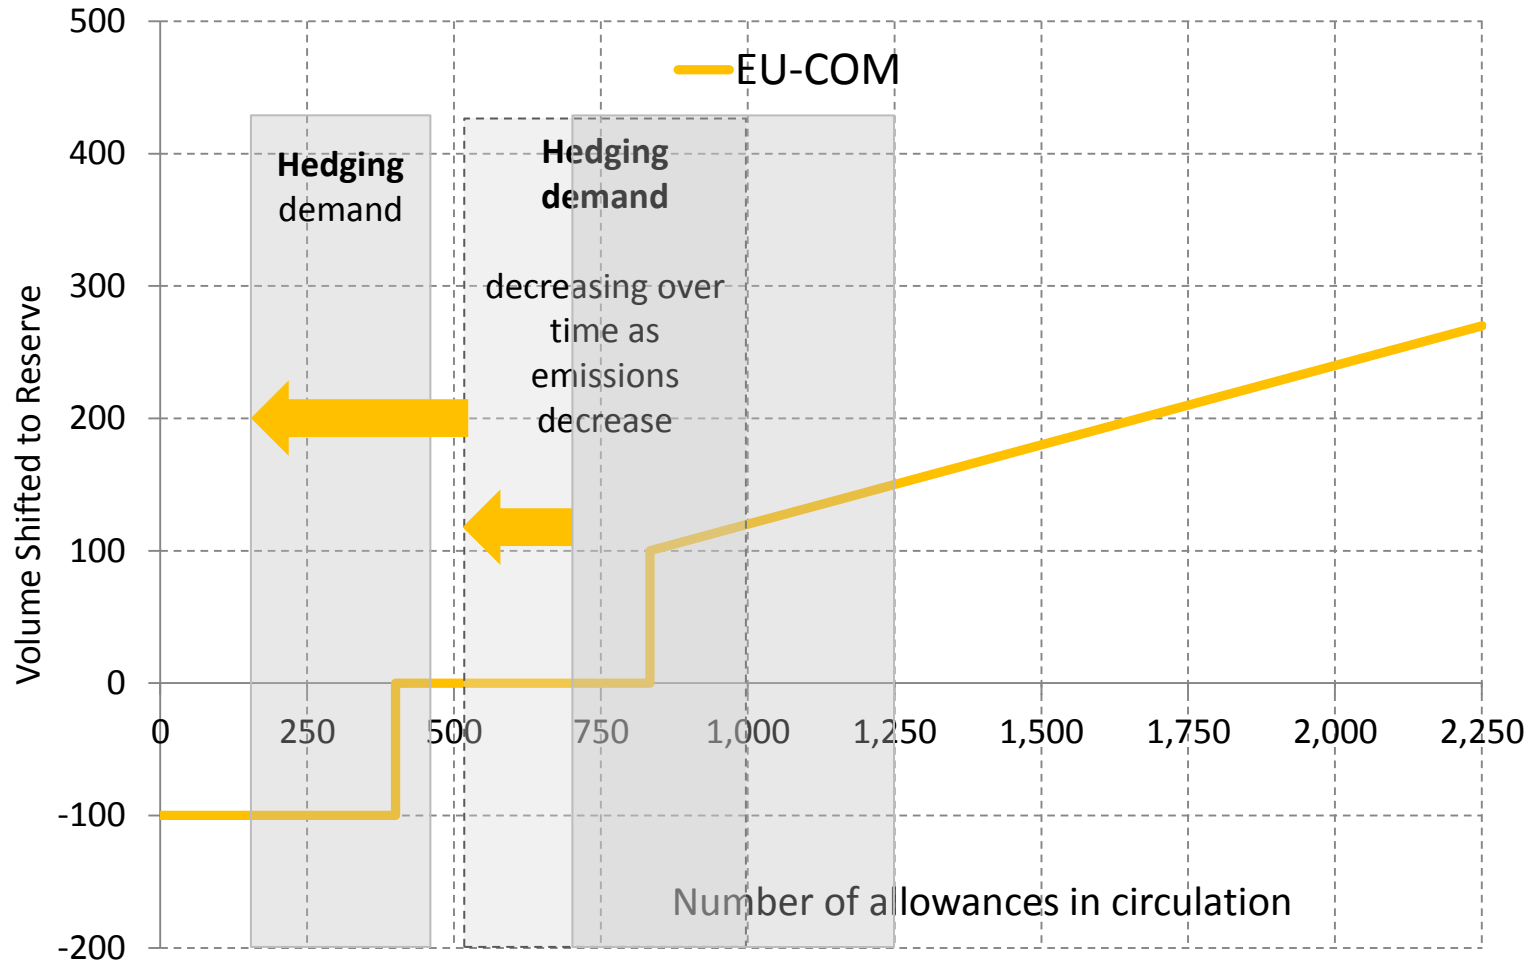 500
EU-COM
400
Hedging
demand
Hedging
demand
300
decreasing over
time as
emissions
decrease
200
100
0
0 250 500 750 1,000 1,250 1,500 1,750 2,000 2,250
-100
Number of allowances in circulation
-200
Volume Shifted to Reserve